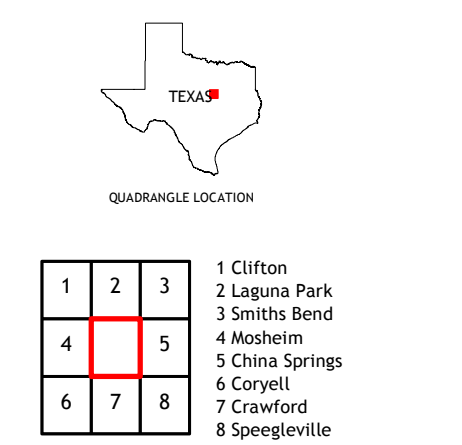 TEXAS
QUADRANGLE LOCATION
1 2 3
4 5
6 7 8
1 Clifton
2 Laguna Park
3 Smiths Bend
4 Mosheim
5 China Springs
6 Coryell
7 Crawford
8 Speegleville